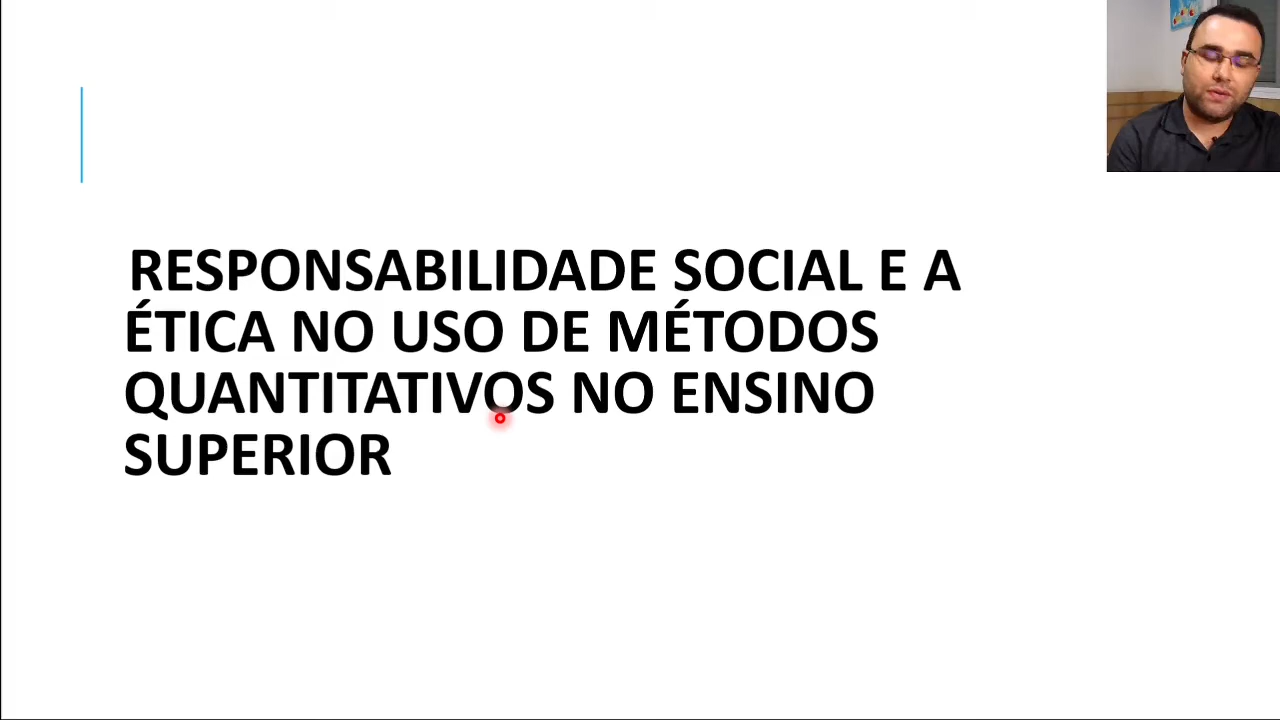 RESPONSABILIDADE SOCIAL E A
ÉTICA NO USO DE MÉTODOS
QUANTITATIVOS NO ENSINO
SUPERIOR